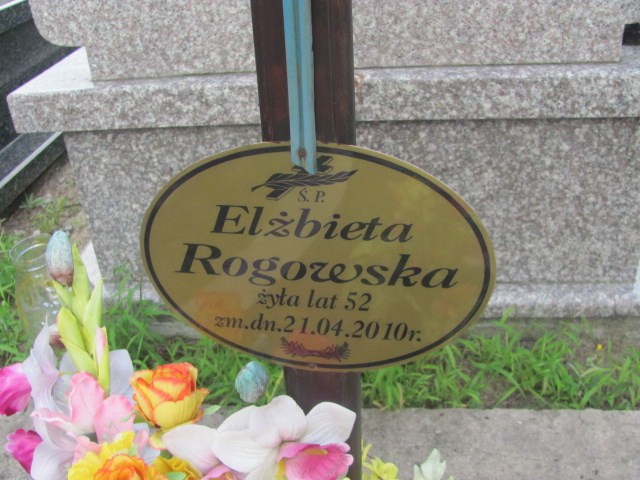 Ś.P.
Elżbieta
Rogowska
żyła lat 52
zm.dn.21.04.2010r.